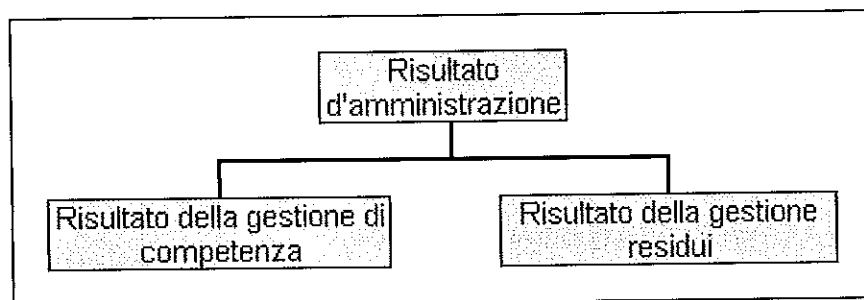 Risultato
d'amministrazione
Risultato della gestione di
competenza
Risultato della gestione
residui